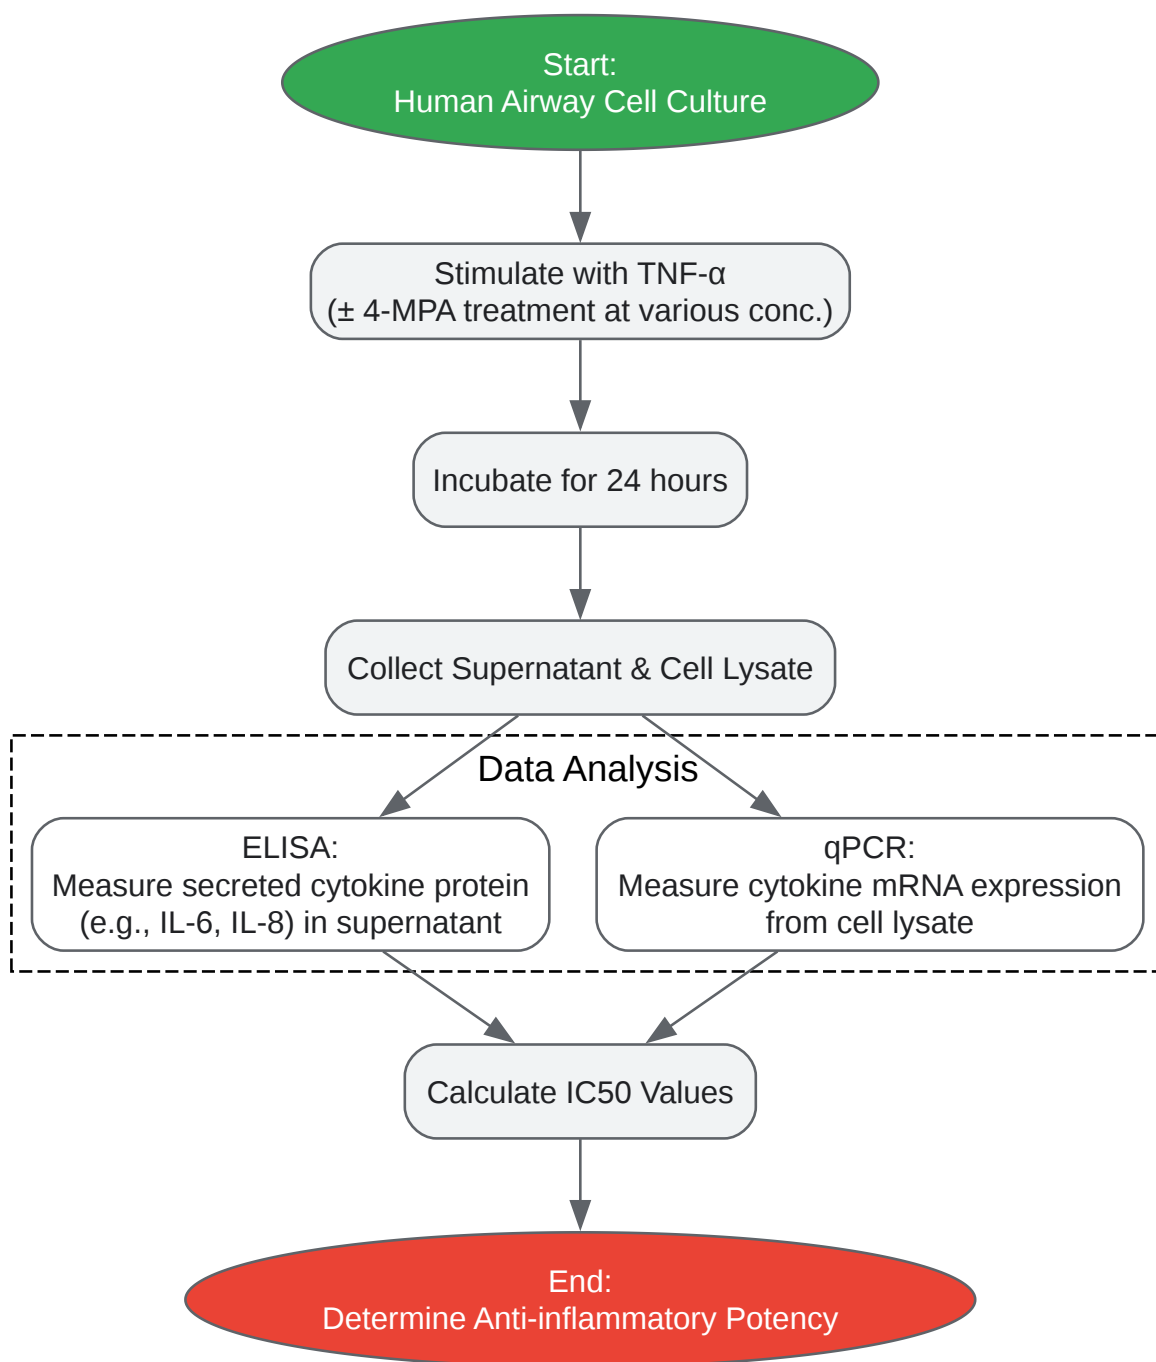 Start:
Human Airway Cell Culture
Stimulate with TNF-α
(± 4-MPA treatment at various conc.)
Incubate for 24 hours
Collect Supernatant & Cell Lysate
Data Analysis
ELISA:
Measure secreted cytokine protein
(e.g., IL-6, IL-8) in supernatant
qPCR:
Measure cytokine mRNA expression
from cell lysate
Calculate IC50 Values
End:
Determine Anti-inflammatory Potency